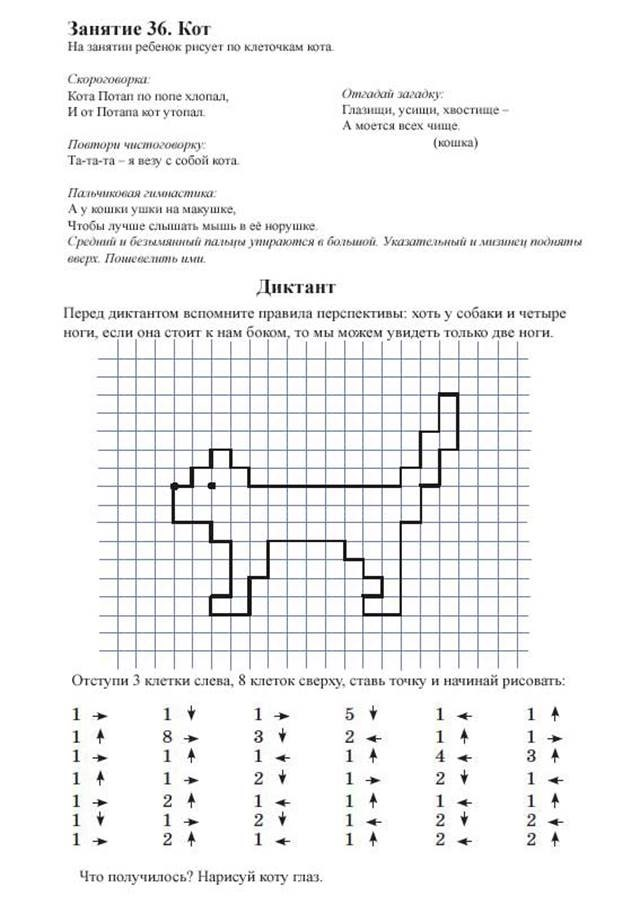 Занятие 36. Кот
На занятии ребенок рисует по клеточкам кота.
Скороговорка:
Кота Потап по попе хлопал,
И от Потапа кот утопал.
Повтори чистоговорку:
Та-та-та – я везу с собой кота.
Отгадай загадку:
Глазищи, усищи, хвостище –
А моется всех чище.
(кошка)
Пальчиковая гимнастика:
А у кошки ушки на макушке,
Чтобы лучше слышать мышь в её норушке.
Средний и безымянный пальцы упираются в большой. Указательный и мизинец подняты
вверх. Пошевелить ими.
Диктант
Перед диктантом вспомните правила перспективы: хоть у собаки и четыре
ноги, если она стоит к нам боком, то мы можем увидеть только две ноги.
Отступи 3 клетки слева, 8 клеток сверху, ставь точку и начинай рисовать:
1 → 1 ↓ 1 → 5 ↓ 1 ← 1 ↑
1 ↑ 8 → 3 ↓ 2 ← 1 ↑ 1 →
1 → 1 ↑ 1 ← 1 ↑ 4 ← 3 ↑
1 ↑ 1 → 2 ↓ 1 → 2 ↓ 1 ←
1 → 2 ↑ 1 ← 1 ↑ 1 ← 1 ↑
1 ↓ 1 → 2 ↓ 1 ← 2 ↓ 2 ←
1 → 2 ↑ 1 ← 1 ↑ 2 ← 2 ↑
Что получилось? Нарисуй коту глаз.